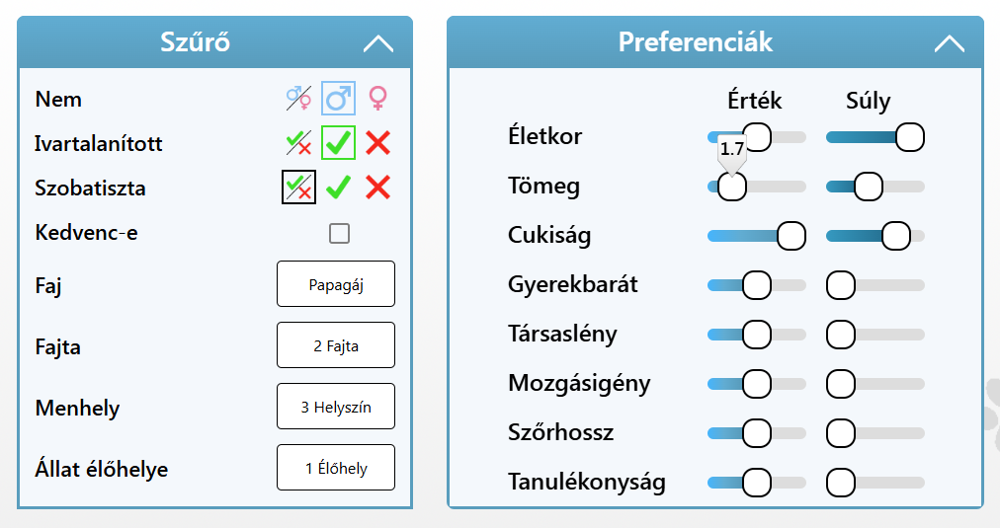 Szűrő
Nem
Ivartalanított
Szobatiszta
Kedvenc-e
Faj
Papagáj
Fajta
2 Fajta
Menhely
3 Helyszín
Állat élőhelye
1 Élőhely
Preferenciák
Érték Súly
Életkor
1.7
Tömeg
Cukiság
Gyerekbarát
Társaslény
Mozgásigény
Szőrhossz
Tanulékonyság